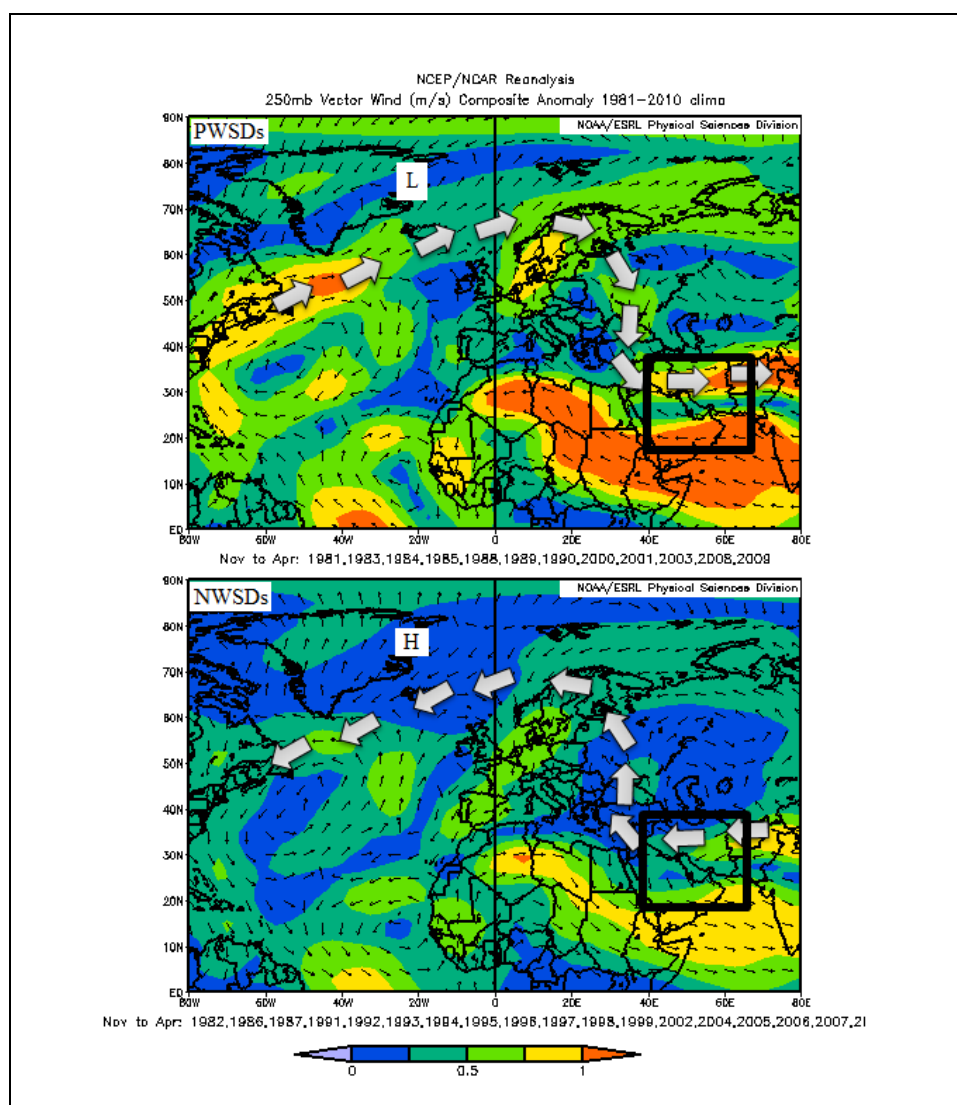 NCEP/NCAR Reanalysis
250mb Vector Wind (m/s) Composite Anomaly 1981-2010 clima
90N
PWSDs
NOAA/ESRL Physical Sciences Division
80N
L
70N
60N
50N
40N
30N
20N
10N
EQ
80W 60W 40W 20W 0 20E 40E 60E 80E
Nov to Apr: 1981,1983,1984,1985,1988,1989,1990,2000,2001,2003,2008,2009
90N
NWSDs
NOAA/ESRL Physical Sciences Division
80N
H
70N
60N
50N
40N
30N
20N
10N
EQ
80W 60W 40W 20W 0 20E 40E 60E 80E
Nov to Apr: 1982,1986,1987,1991,1992,1993,1994,1995,1996,1997,1998,1999,2002,2004,2005,2006,2007,21
0 0.5 1